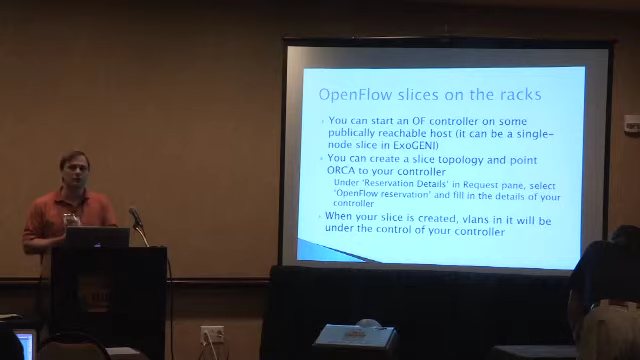 OpenFlow slices on the racks
You can start an OF controller on some
publically reachable host (it can be a single-
node slice in ExoGENI)
You can create a slice topology and point
ORCA to your controller
Under 'Reservation Details' in Request pane, select
'OpenFlow reservation' and fill in the details of your
controller
When your slice is created, vlans in it will be
under the control of your controller